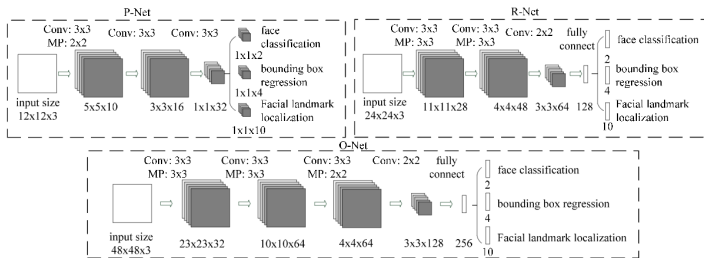 P-Net
Conv: 3x3
MP: 2x2
Conv: 3x3
Conv: 3x3
face
classification
1x1x2
bounding box
regression
1x1x4
Facial landmark
localization
1x1x10
input size
12x12x3
5x5x10
3x3x16
1x1x32
R-Net
Conv: 3x3
MP: 3x3
Conv: 3x3
MP: 3x3
Conv: 2x2
fully
connect
face classification
2
bounding box
regression
4
Facial landmark
localization
10
input size
24x24x3
11x11x28
4x4x48
3x3x64
128
O-Net
Conv: 3x3
MP: 3x3
Conv: 3x3
MP: 3x3
Conv: 3x3
MP: 2x2
Conv: 2x2
fully
connect
face classification
2
bounding box regression
4
Facial landmark localization
10
input size
48x48x3
23x23x32
10x10x64
4x4x64
3x3x128
256